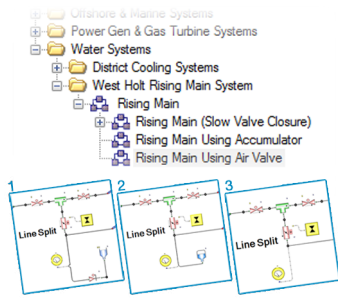 Offshore & Marine Systems
Power Gen & Gas Turbine Systems
Water Systems
District Cooling Systems
West Holt Rising Main System
Rising Main
Rising Main (Slow Valve Closure)
Rising Main Using Accumulator
Rising Main Using Air Valve
1
2
3
Line Split
Line Split
Line Split